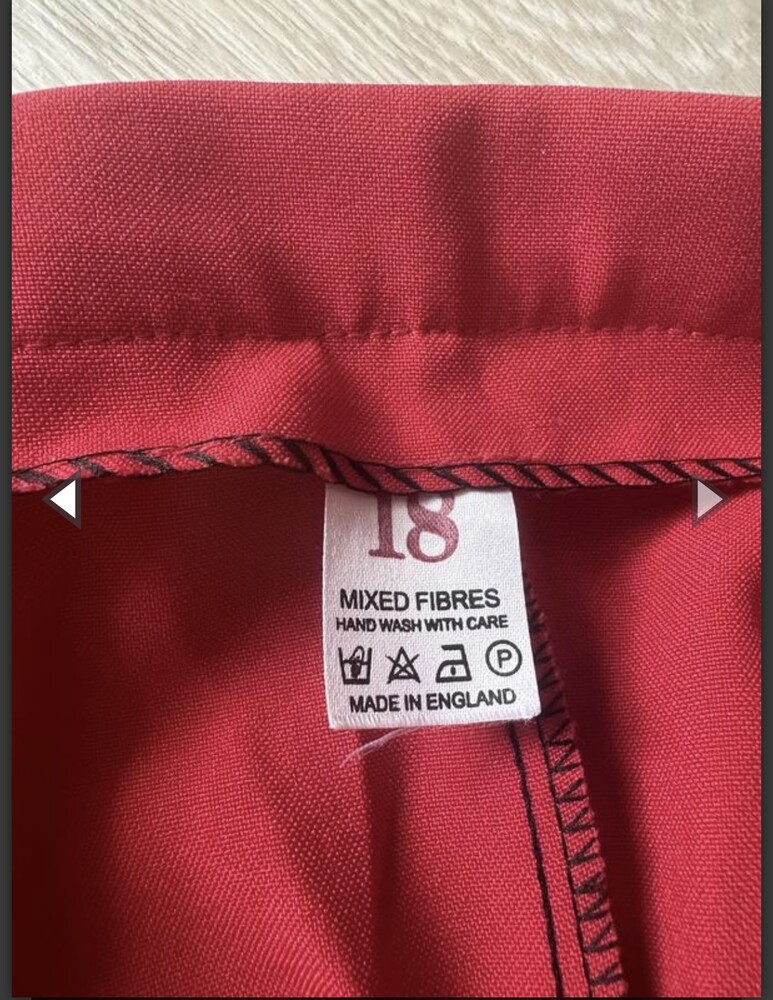 18
MIXED FIBRES
HAND WASH WITH CARE
P
MADE IN ENGLAND